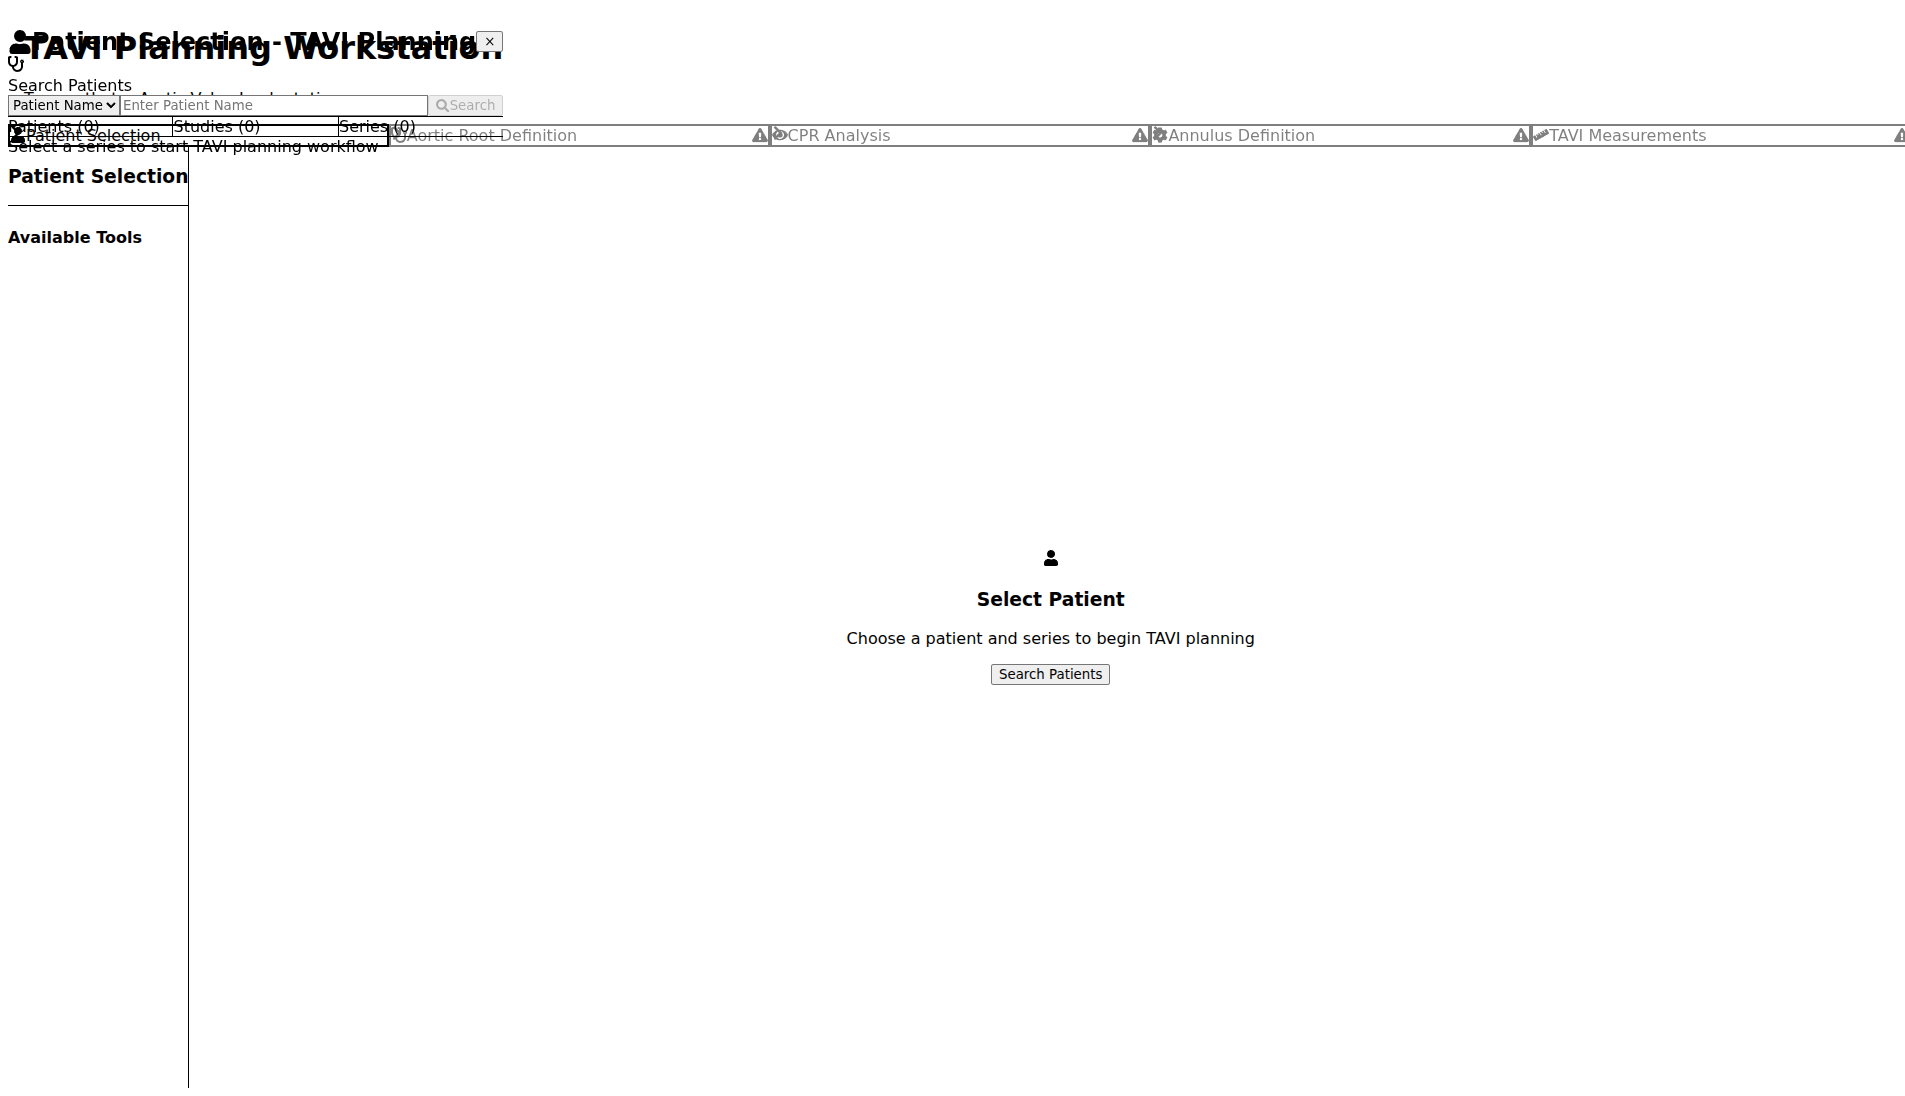 Patient Selection - TAVI Planning ×
TAVI Planning Workstation
Search Patients
Patient Name Enter Patient Name Search
Patients (0) Studies (0) Series (0)
Patient Selection Aortic Root Definition CPR Analysis Annulus Definition TAVI Measurements
Select a series to start TAVI planning workflow
Patient Selection
Available Tools
Select Patient
Choose a patient and series to begin TAVI planning
Search Patients